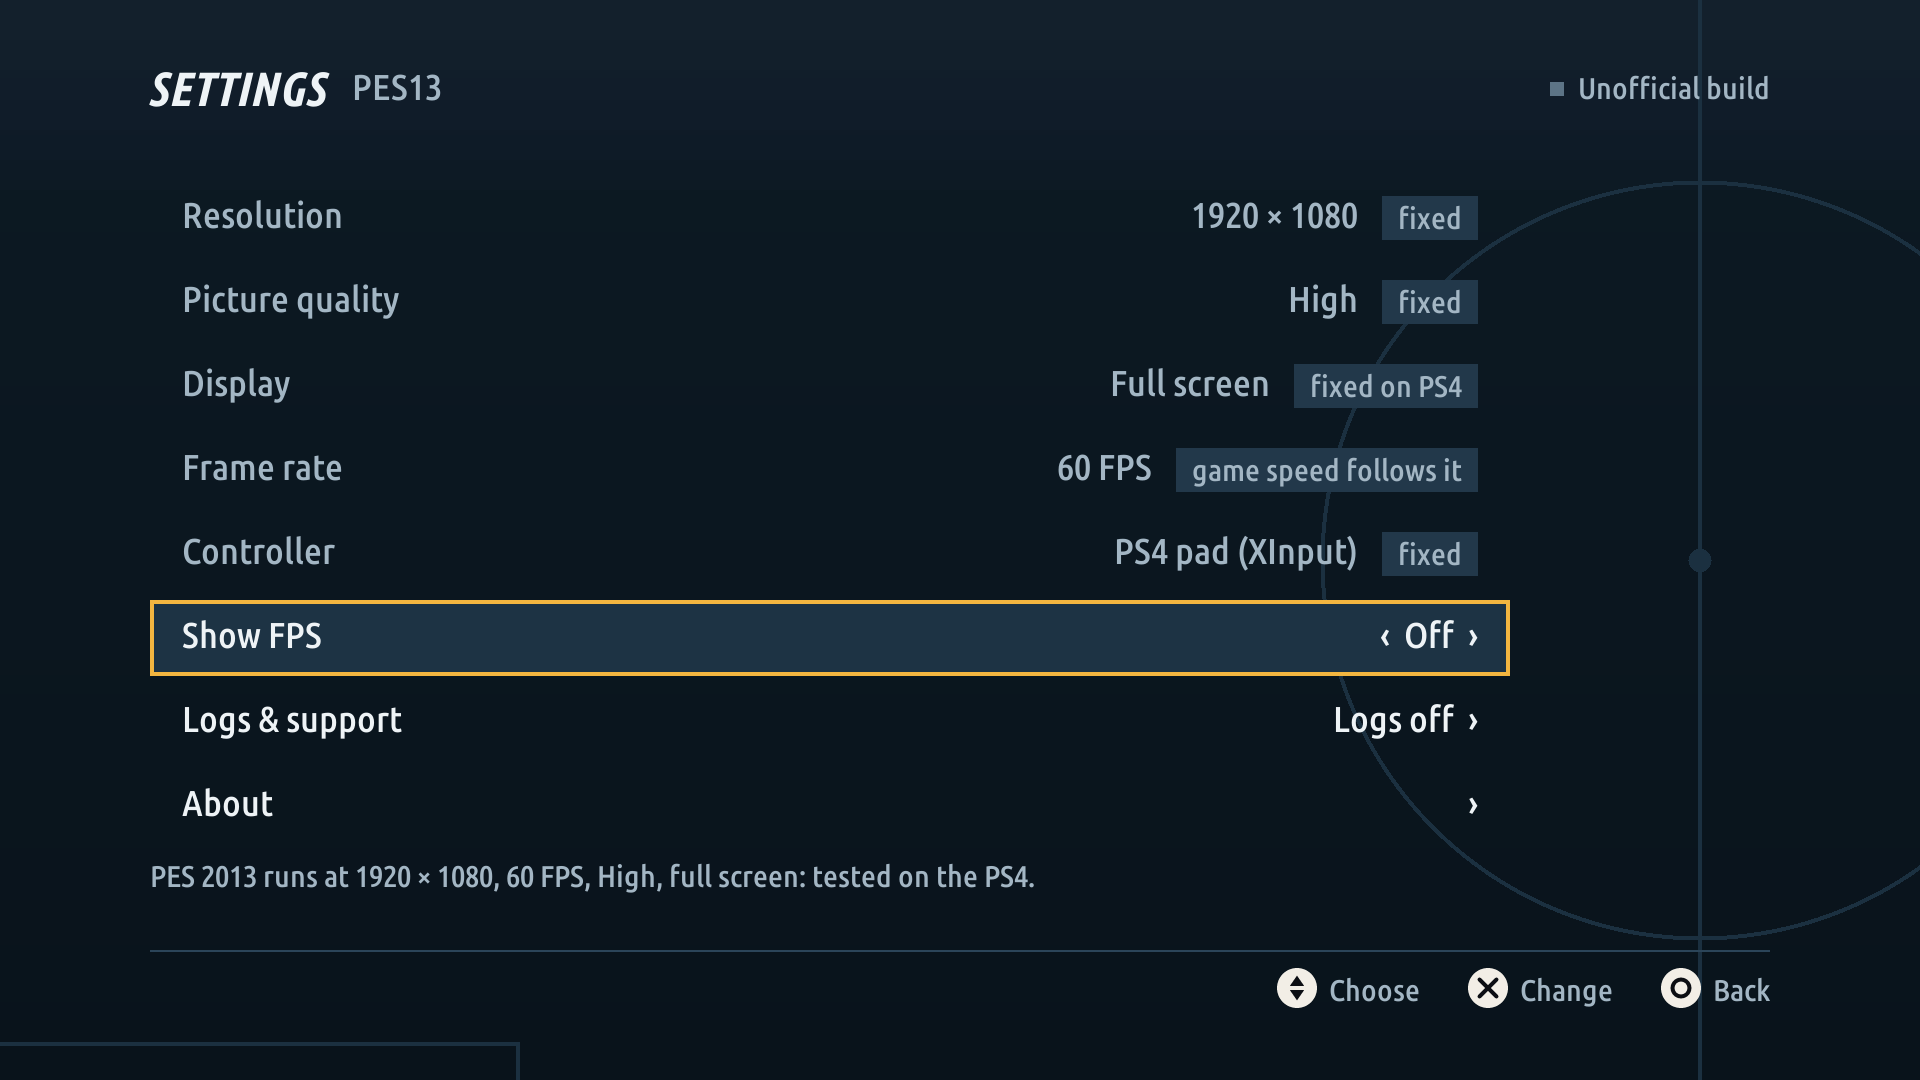 SETTINGS PES13
Unofficial build
Resolution 1920 × 1080 fixed
Picture quality High fixed
Display Full screen fixed on PS4
Frame rate 60 FPS game speed follows it
Controller PS4 pad (XInput) fixed
Show FPS ‹ Off ›
Logs & support Logs off ›
About ›
PES 2013 runs at 1920 × 1080, 60 FPS, High, full screen: tested on the PS4.
Choose Change Back